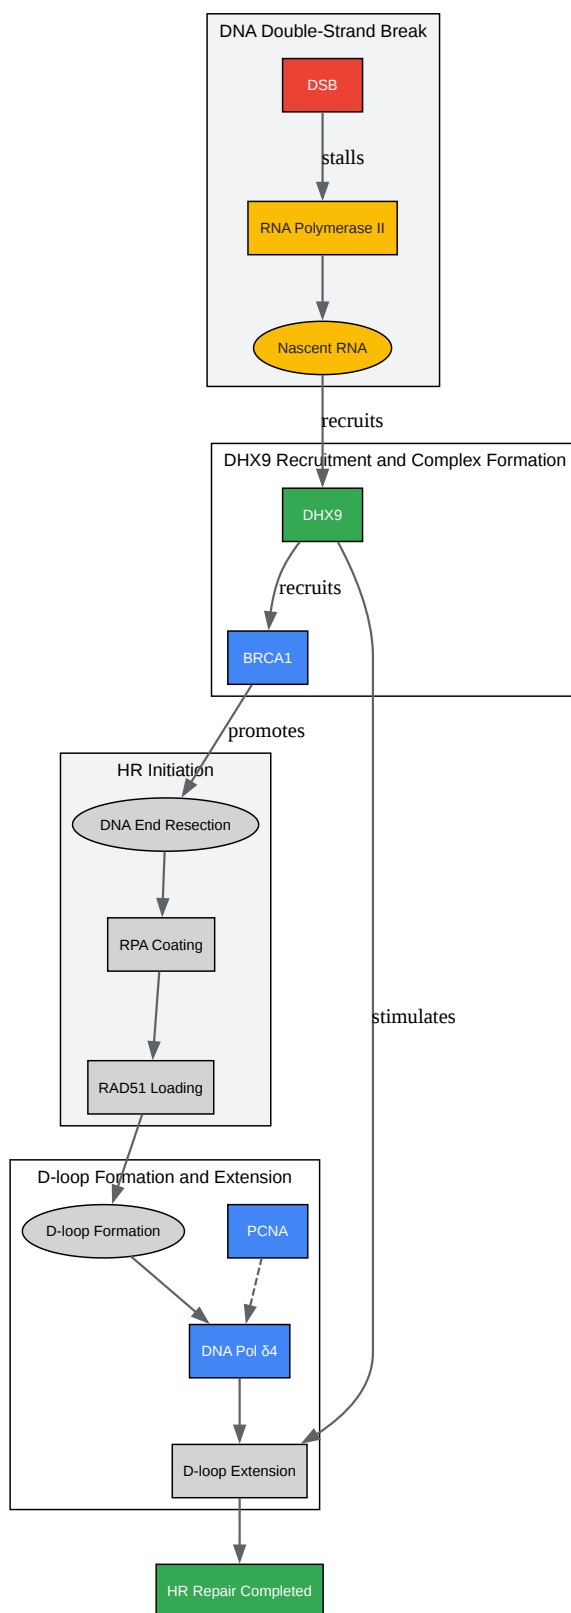 DNA Double-Strand Break
DSB
stalls
RNA Polymerase II
Nascent RNA
recruits
DHX9 Recruitment and Complex Formation
DHX9
recruits
BRCA1
promotes
HR Initiation
DNA End Resection
RPA Coating
stimulates
RAD51 Loading
D-loop Formation and Extension
D-loop Formation
PCNA
DNA Pol δ4
D-loop Extension
HR Repair Completed